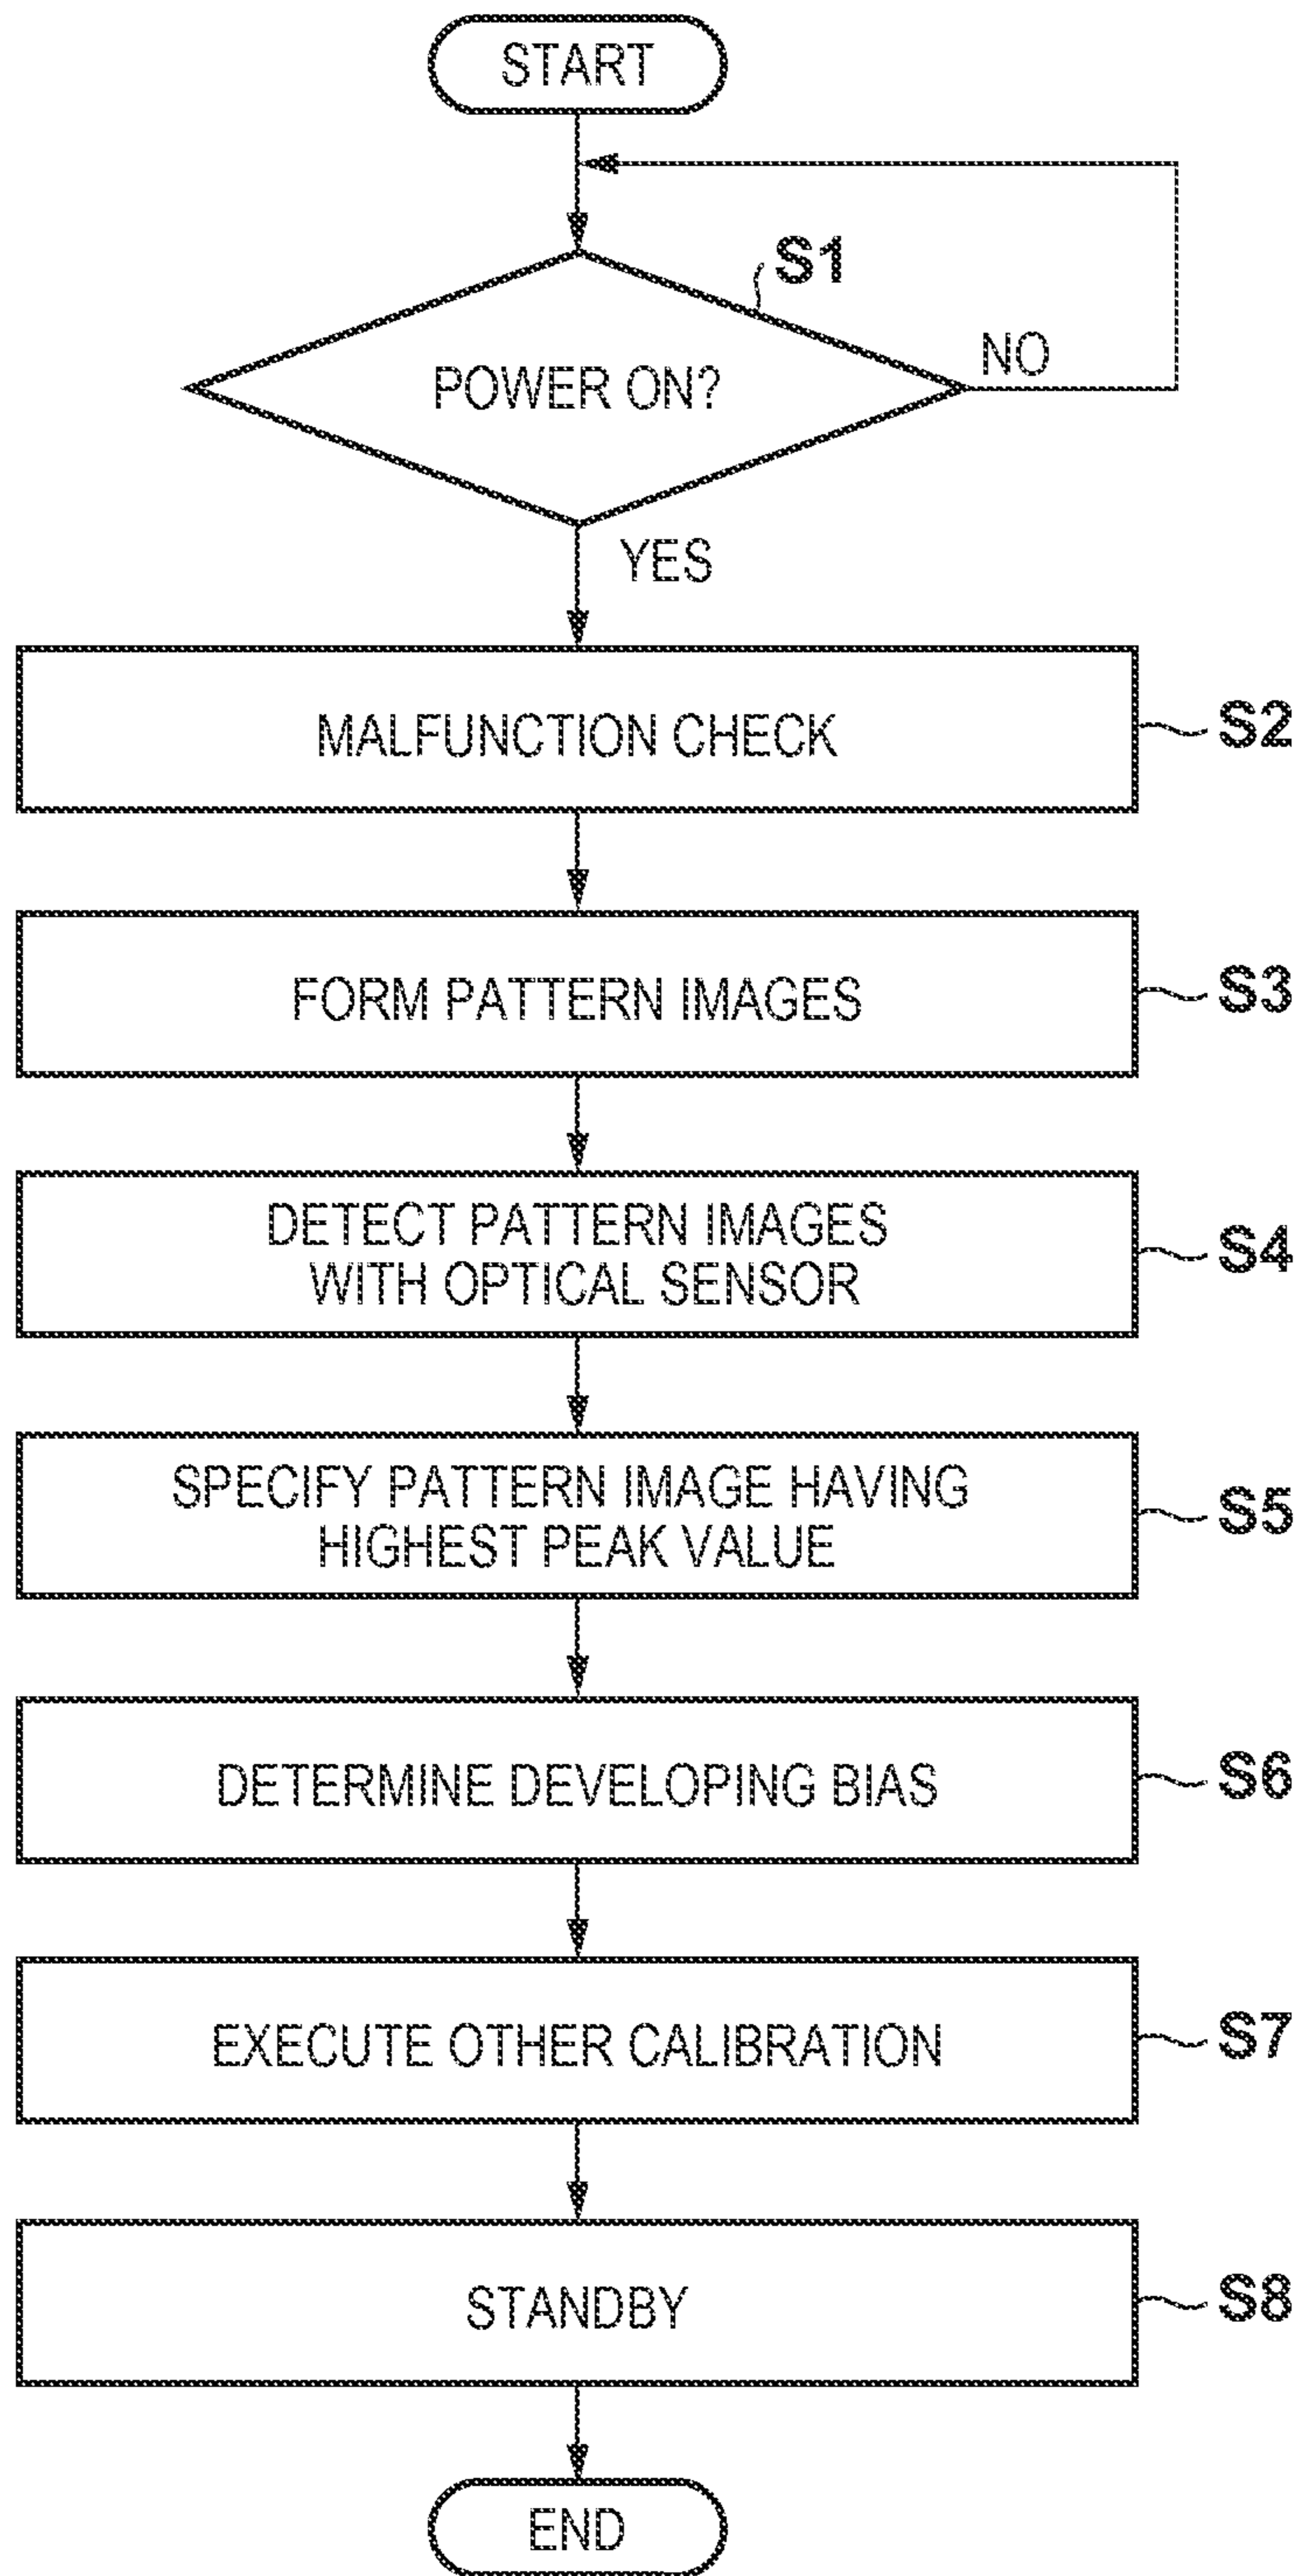 START
S1
POWER ON?
NO
YES
MALFUNCTION CHECK
S2
FORM PATTERN IMAGES
S3
DETECT PATTERN IMAGES
WITH OPTICAL SENSOR
S4
SPECIFY PATTERN IMAGE HAVING
HIGHEST PEAK VALUE
S5
DETERMINE DEVELOPING BIAS
S6
EXECUTE OTHER CALIBRATION
S7
STANDBY
S8
END